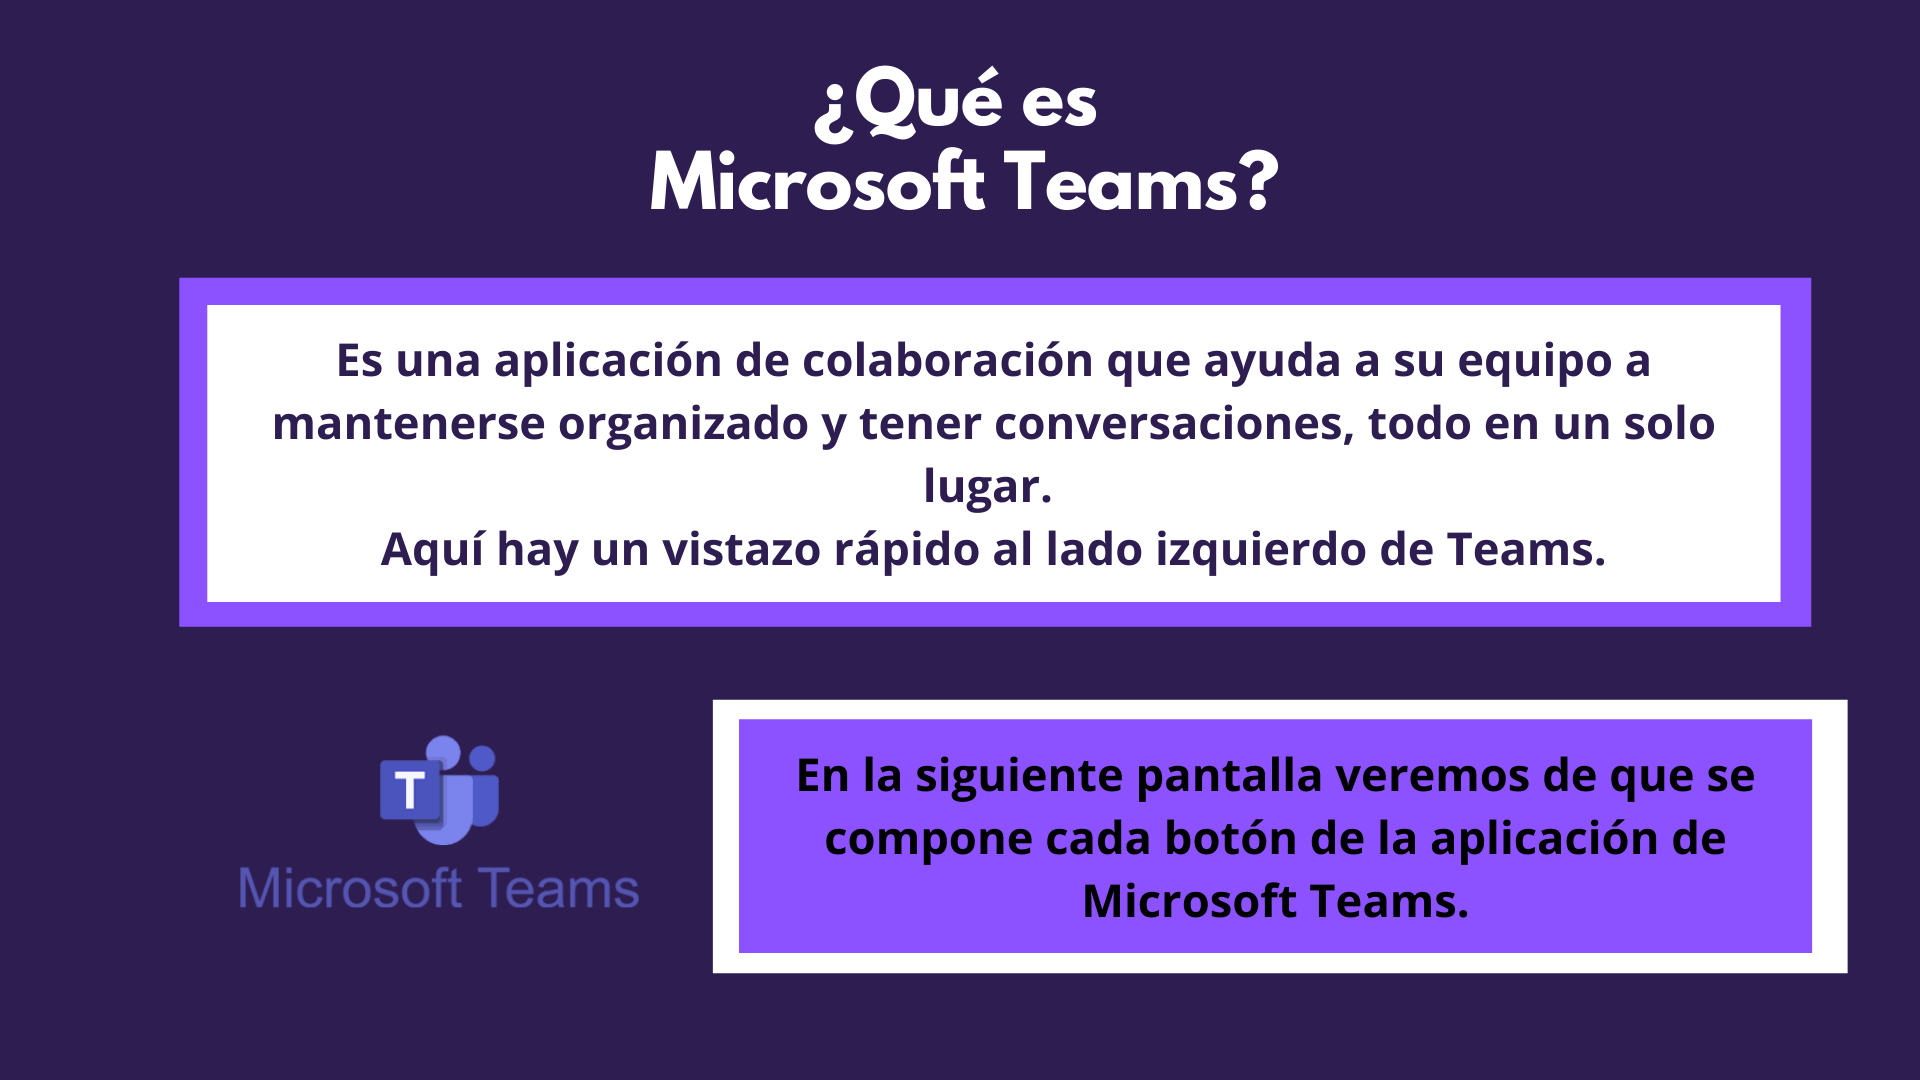 ¿Qué es
Microsoft Teams?
Es una aplicación de colaboración que ayuda a su equipo a
mantenerse organizado y tener conversaciones, todo en un solo
lugar.
Aquí hay un vistazo rápido al lado izquierdo de Teams.
T
Microsoft Teams
En la siguiente pantalla veremos de que se
compone cada botón de la aplicación de
Microsoft Teams.